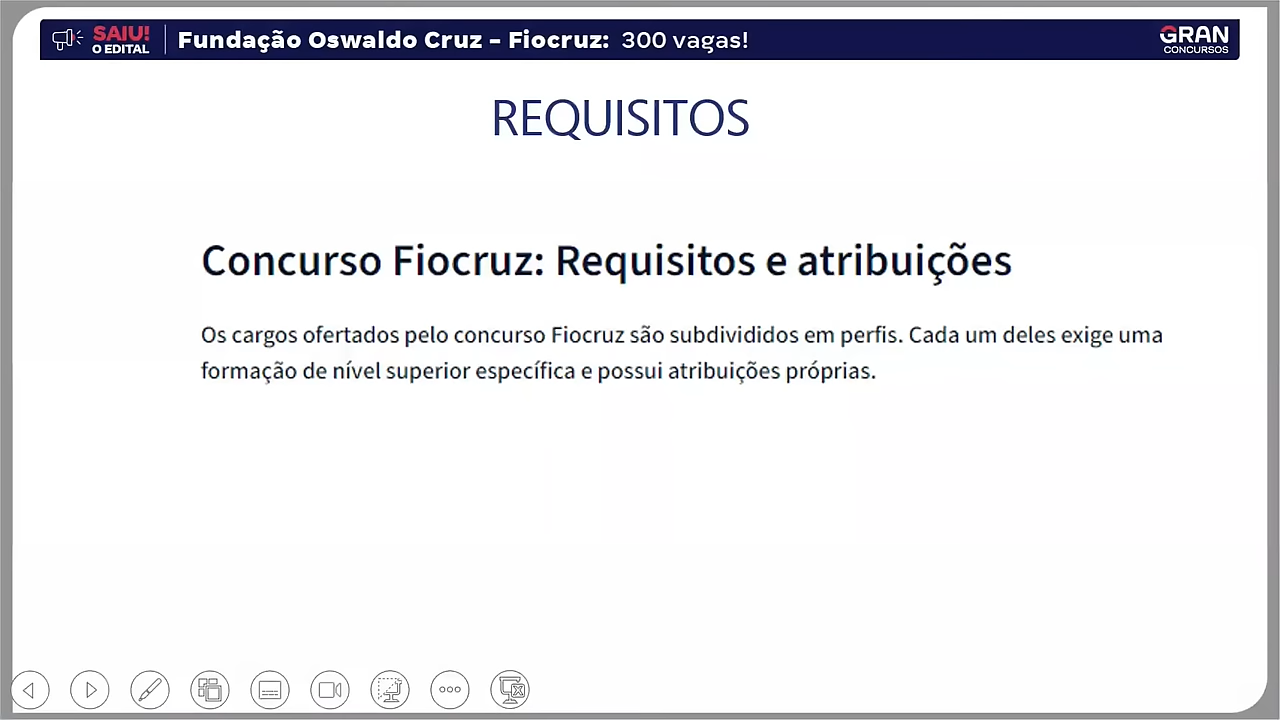 SAIU!
O EDITAL
Fundação Oswaldo Cruz – Fiocruz: 300 vagas!
GRAN
CONCURSOS
REQUISITOS
Concurso Fiocruz: Requisitos e atribuições
Os cargos ofertados pelo concurso Fiocruz são subdivididos em perfis. Cada um deles exige uma
formação de nível superior específica e possui atribuições próprias.